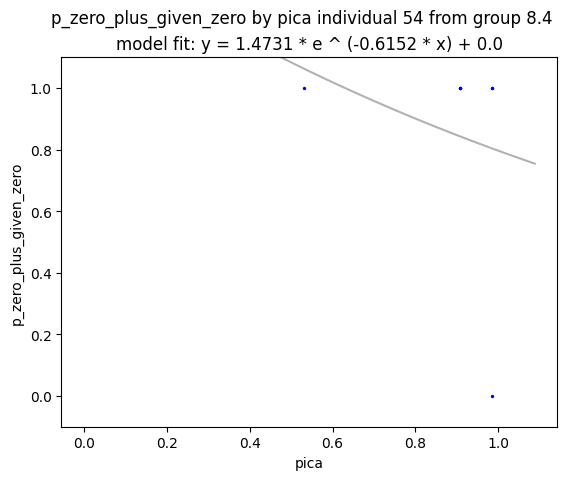 p_zero_plus_given_zero by pica individual 54 from group 8.4
model fit: y = 1.4731 * e ^ (-0.6152 * x) + 0.0
1.0
0.8
0.6
0.4
0.2
0.0
p_zero_plus_given_zero
0.0 0.2 0.4 0.6 0.8 1.0
pica